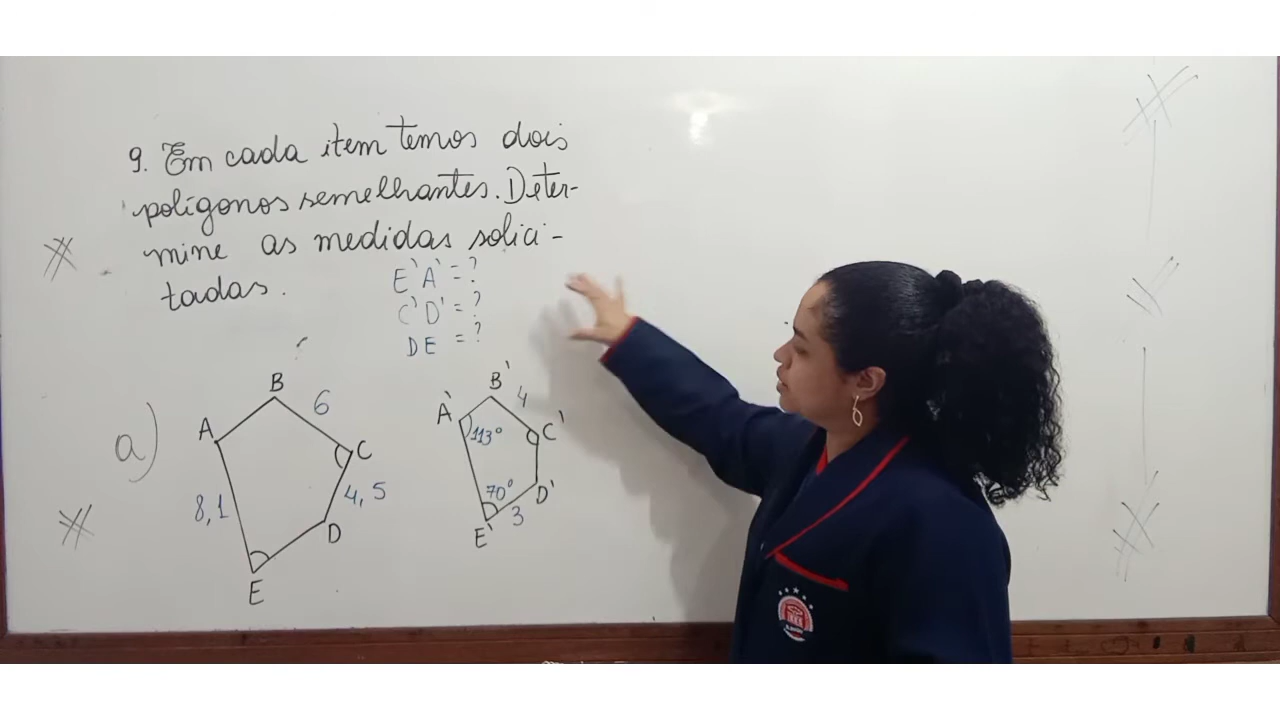 9. Em cada item temos dois
polígonos semelhantes. Deter-
mine as medidas solici-
tadas.
E'A' = ?
C'D' = ?
DE = ?
a)
B
6
A
C
8,1
4,5
D
E
B'
4
A'
113°
C'
70°
D'
3
E'